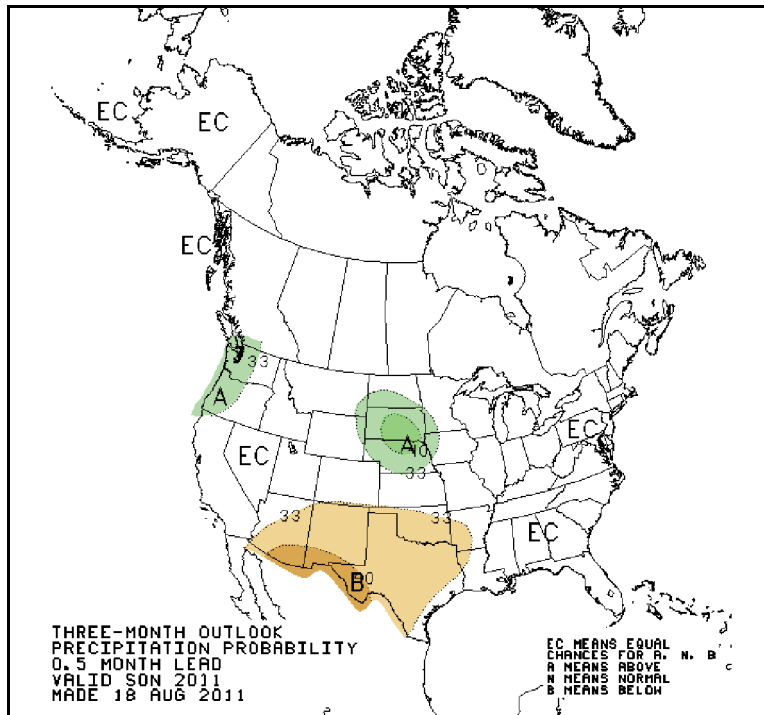 EC
EC
EC
33
A
A
40
EC
EC
33
33
33
EC
B
THREE-MONTH OUTLOOK
PRECIPITATION PROBABILITY
0.5 MONTH LEAD
VALID SON 2011
MADE 18 AUG 2011
EC MEANS EQUAL
CHANCES FOR A, N, B
A MEANS ABOVE
N MEANS NORMAL
B MEANS BELOW